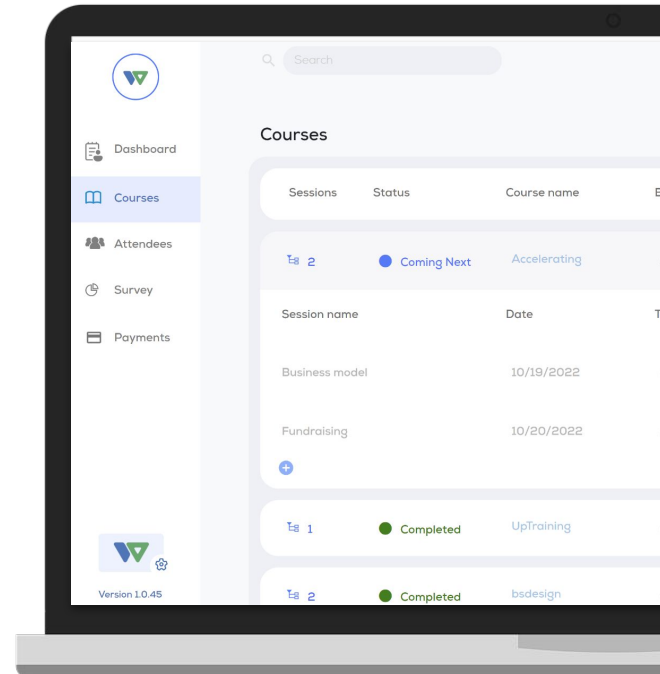 Search
Dashboard
Courses
Attendees
Survey
Payments
Version 1.0.45
Courses
Sessions Status Course name
2 Coming Next Accelerating
Session name Date
Business model 10/19/2022
Fundraising 10/20/2022
1 Completed UpTraining
2 Completed bsdesign